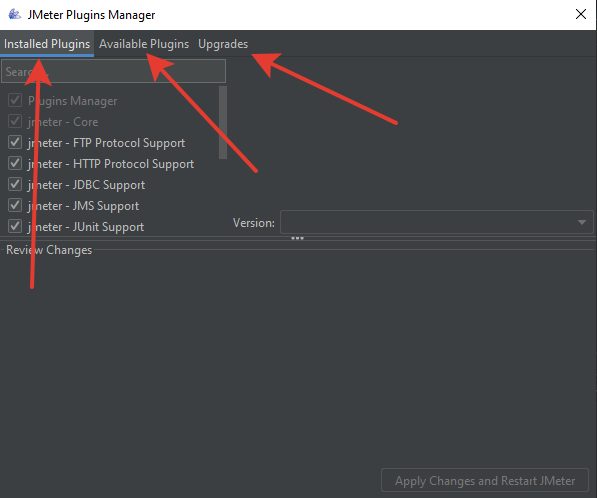 JMeter Plugins Manager
Installed Plugins Available Plugins Upgrades
Search...
Plugins Manager
jmeter - Core
jmeter - FTP Protocol Support
jmeter - HTTP Protocol Support
jmeter - JDBC Support
jmeter - JMS Support
jmeter - JUnit Support
Version:
Review Changes
Apply Changes and Restart JMeter